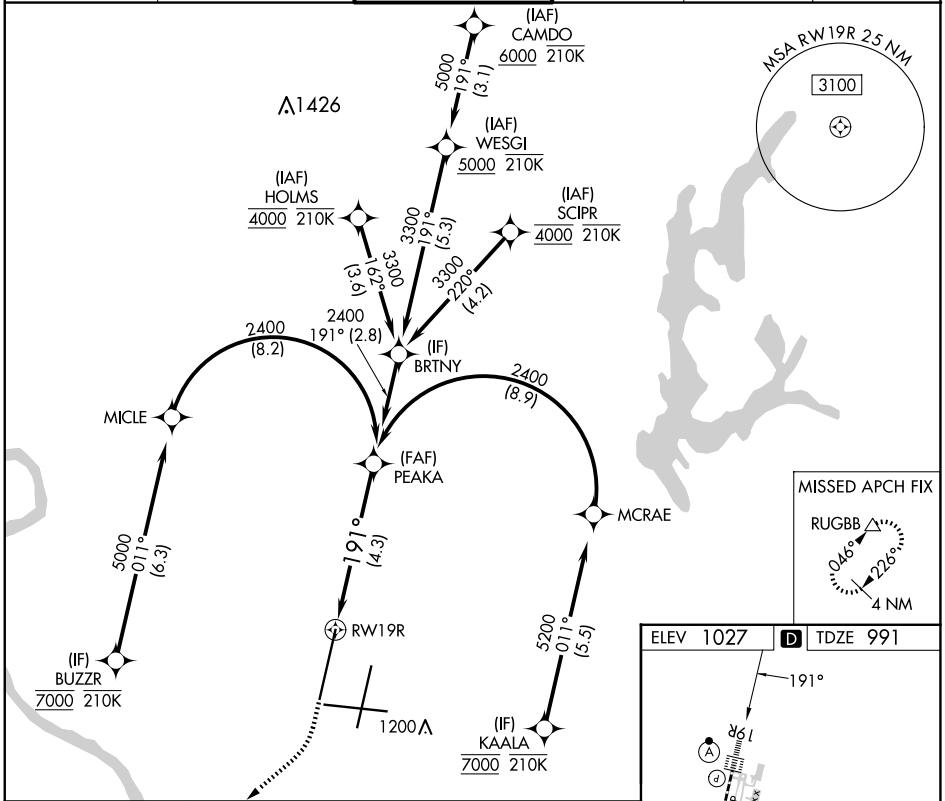 (IAF)
CAMDO
6000 210K
5000
191°
(3.1)
MSA RW19R 25 NM
3100
1426
(IAF)
WESGI
5000 210K
(IAF)
HOLMS
4000 210K
(IAF)
SCIPR
4000 210K
3300
191°
(5.3)
3300
162°
(3.6)
3300
220°
(4.2)
2400
191° (2.8)
(IF)
BRTNY
2400
(8.2)
2400
(8.9)
MICLE
(FAF)
PEAKA
MCRAE
191°
(4.3)
5000
011°
(6.3)
RW19R
5200
011°
(5.5)
(IF)
BUZZR
7000 210K
1200
(IF)
KAALA
7000 210K
MISSED APCH FIX
RUGBB
046°
226°
4 NM
ELEV 1027 D TDZE 991
191°
19R
A
P